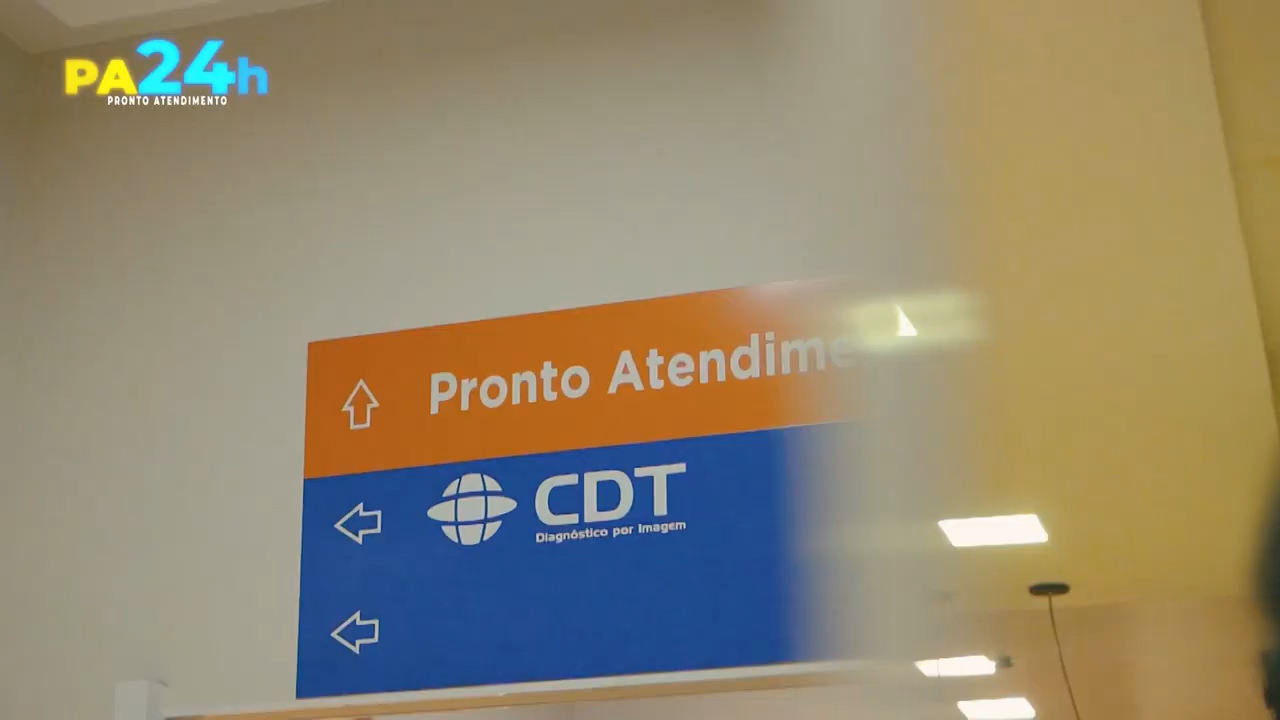 PA24h
PRONTO ATENDIMENTO
Pronto Atendime
CDT
Diagnóstico por Imagem